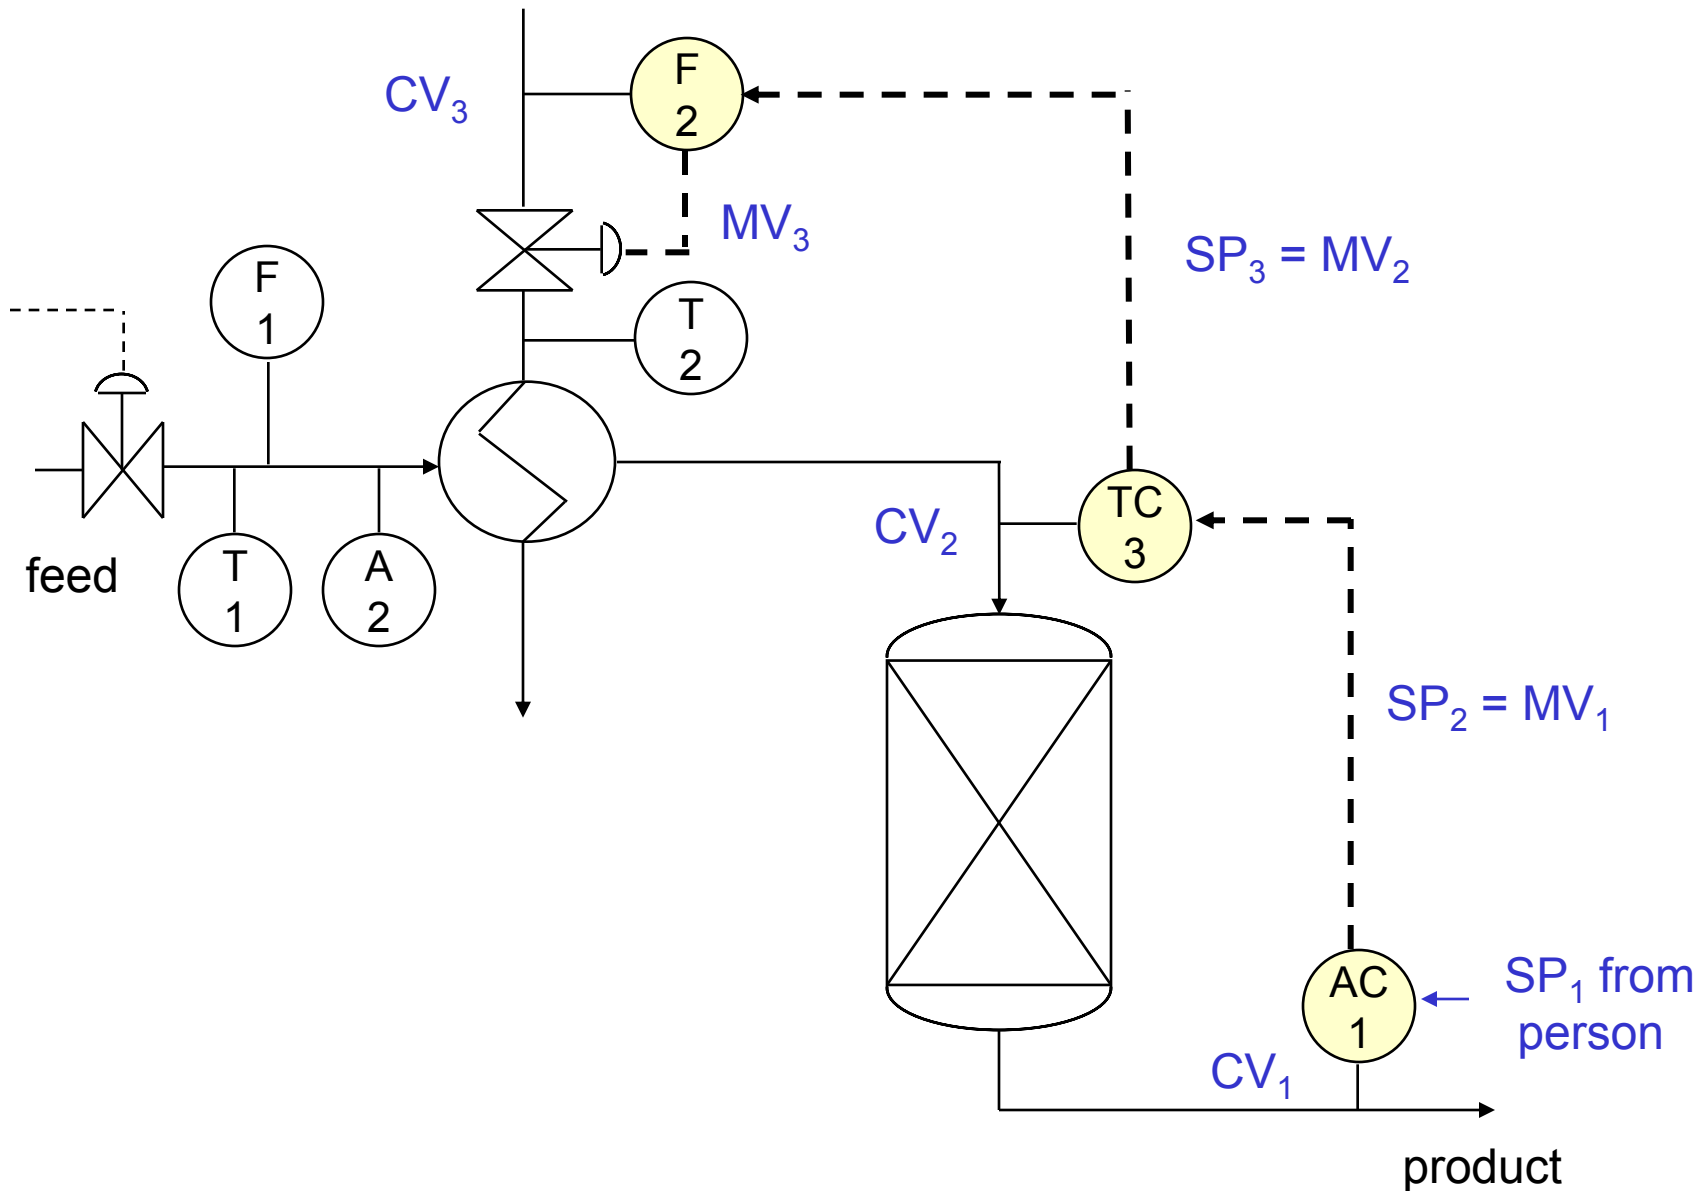 F
2
CV₃
MV₃
SP₃ = MV₂
F
1
T
2
TC
3
CV₂
feed
T
1
A
2
SP₂ = MV₁
AC
1
SP₁ from
person
CV₁
product